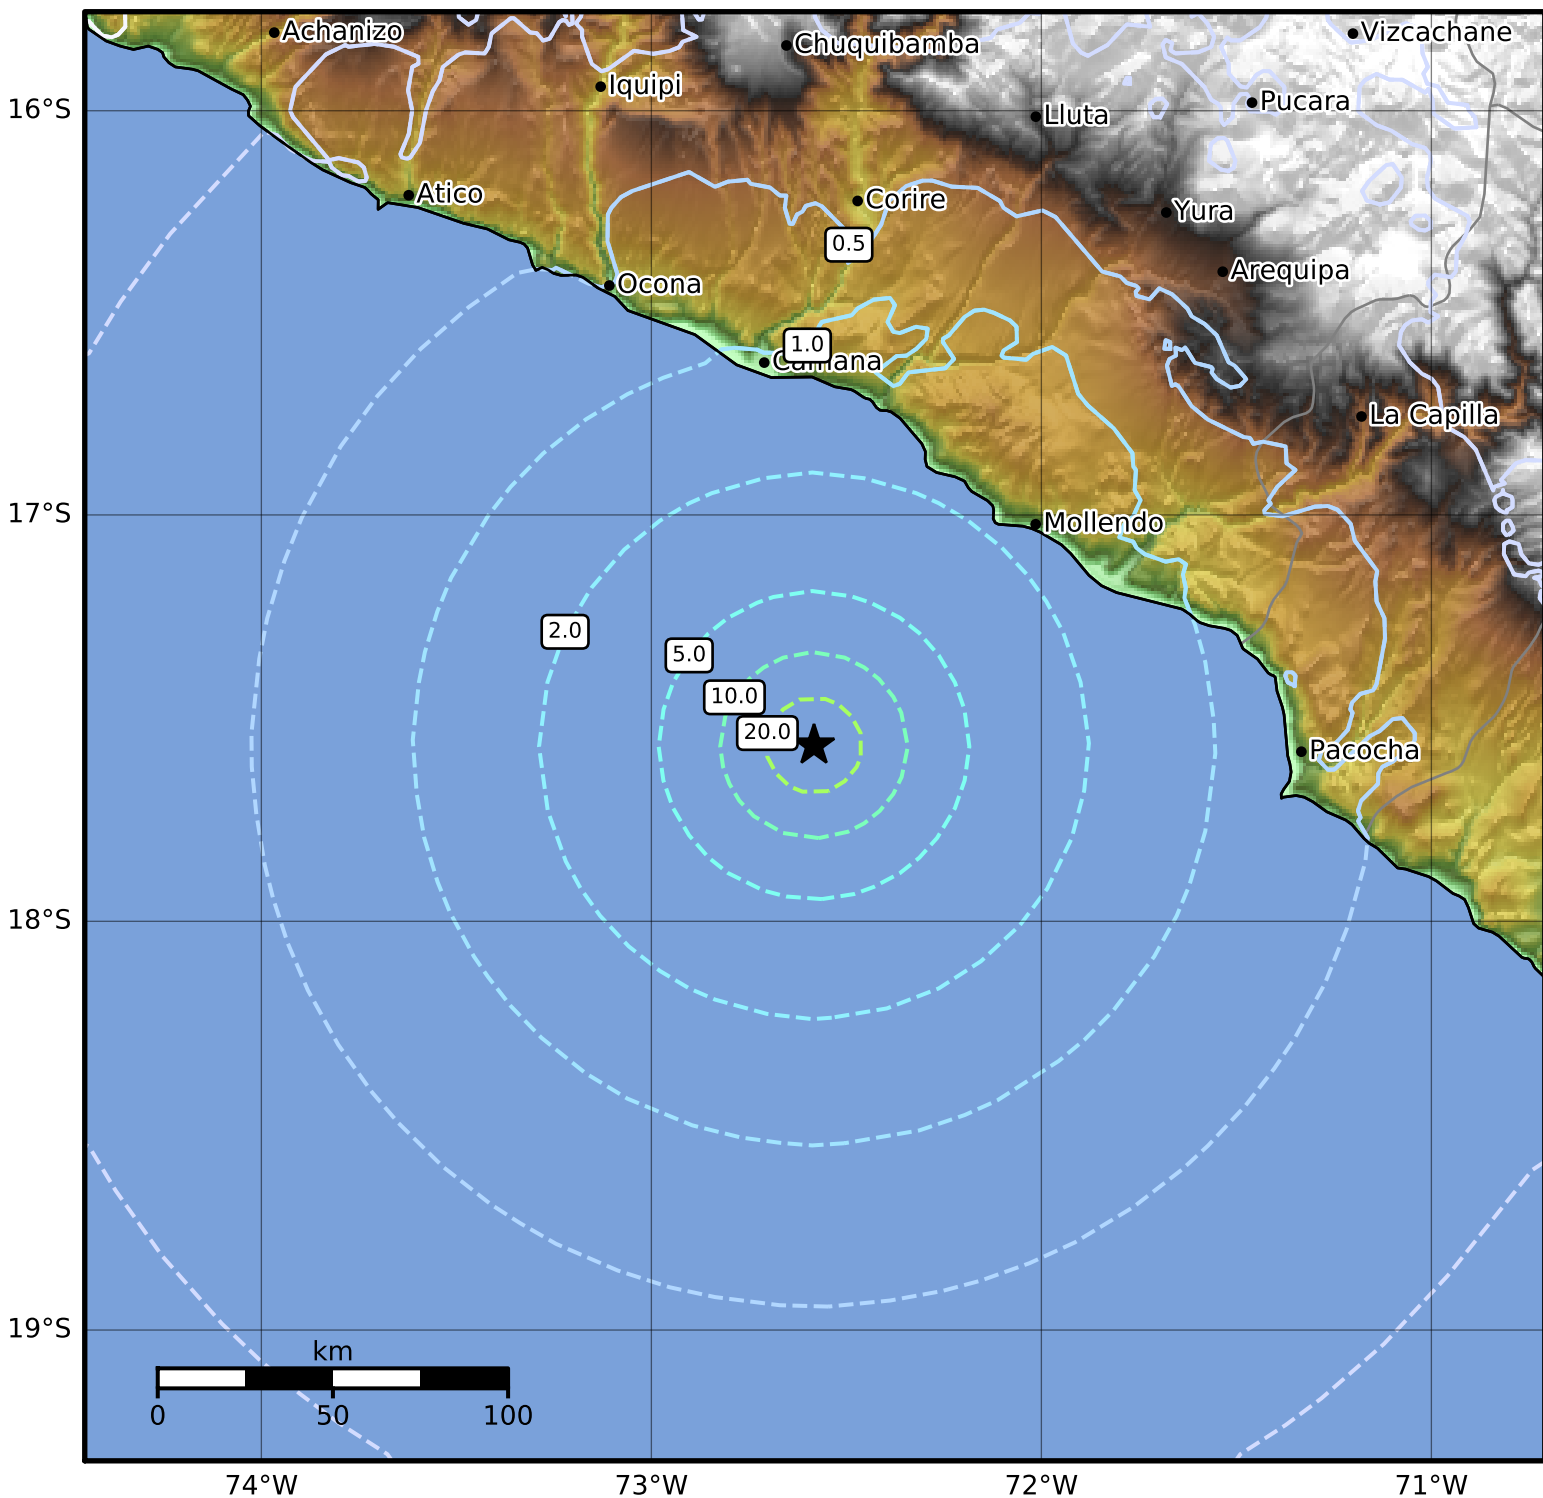 Achanizo
Vizcachane
Chuquibamba
Iquipi
Pucara
16°S
Lluta
Atico
Corire
Yura
0.5
Arequipa
Ocona
1.0
Camana
La Capilla
17°S
Mollendo
2.0
5.0
10.0
20.0
Pacocha
18°S
19°S
km
0
50
100
74°W
73°W
72°W
71°W